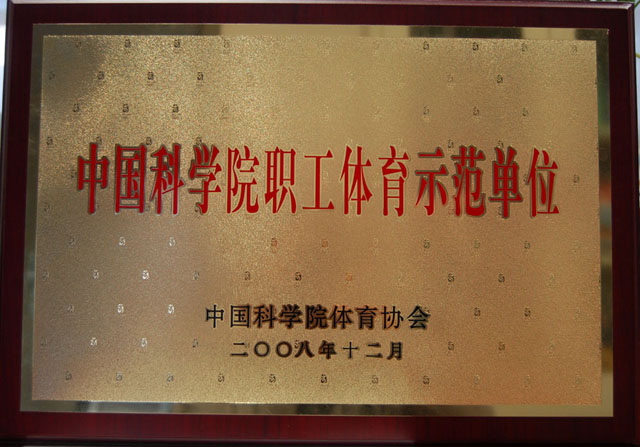 中国科学院职工体育示范单位
中国科学院体育协会
二〇〇八年十二月